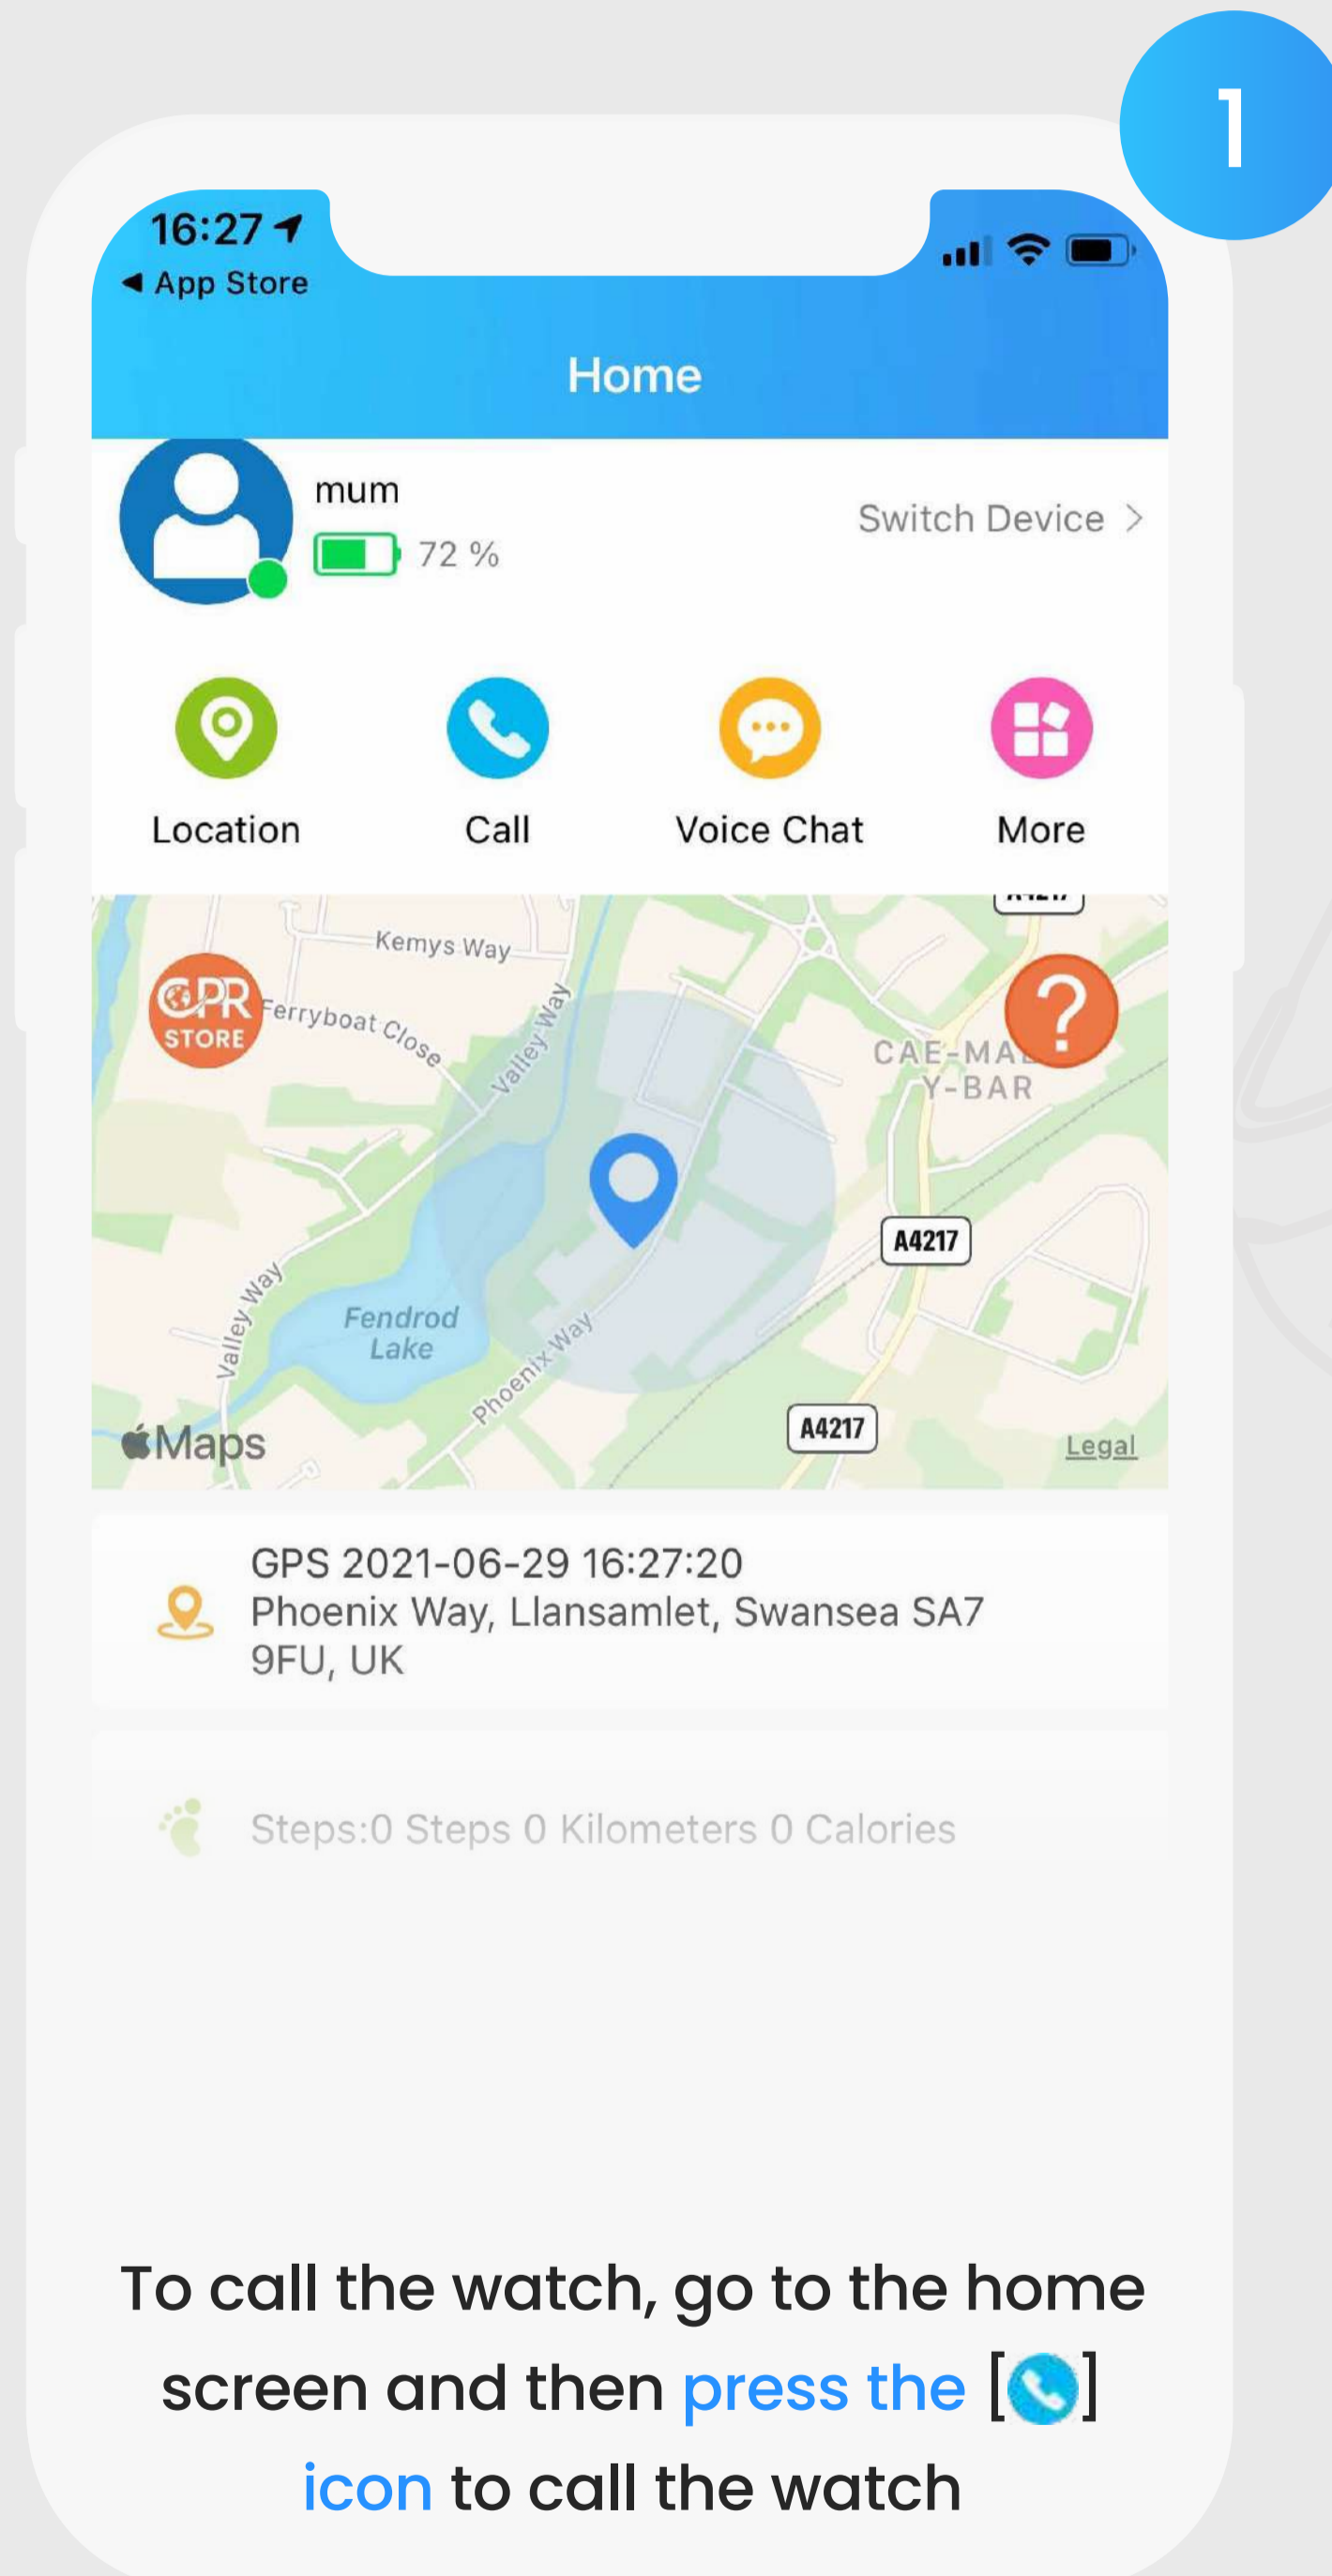 1
16:27
App Store
Home
mum
72 %
Switch Device
Location
Call
Voice Chat
More
Kemys Way
Ferryboat Close
Valley Way
GPR
STORE
?
Y-BAR
A4217
Valley Way
Fendrod
Lake
Phoenix Way
A4217
Maps
Legal
GPS 2021-06-29 16:27:20
Phoenix Way, Llansamlet, Swansea SA7
9FU, UK
Steps:0 Steps 0 Kilometers 0 Calories
To call the watch, go to the home
screen and then press the []
icon to call the watch